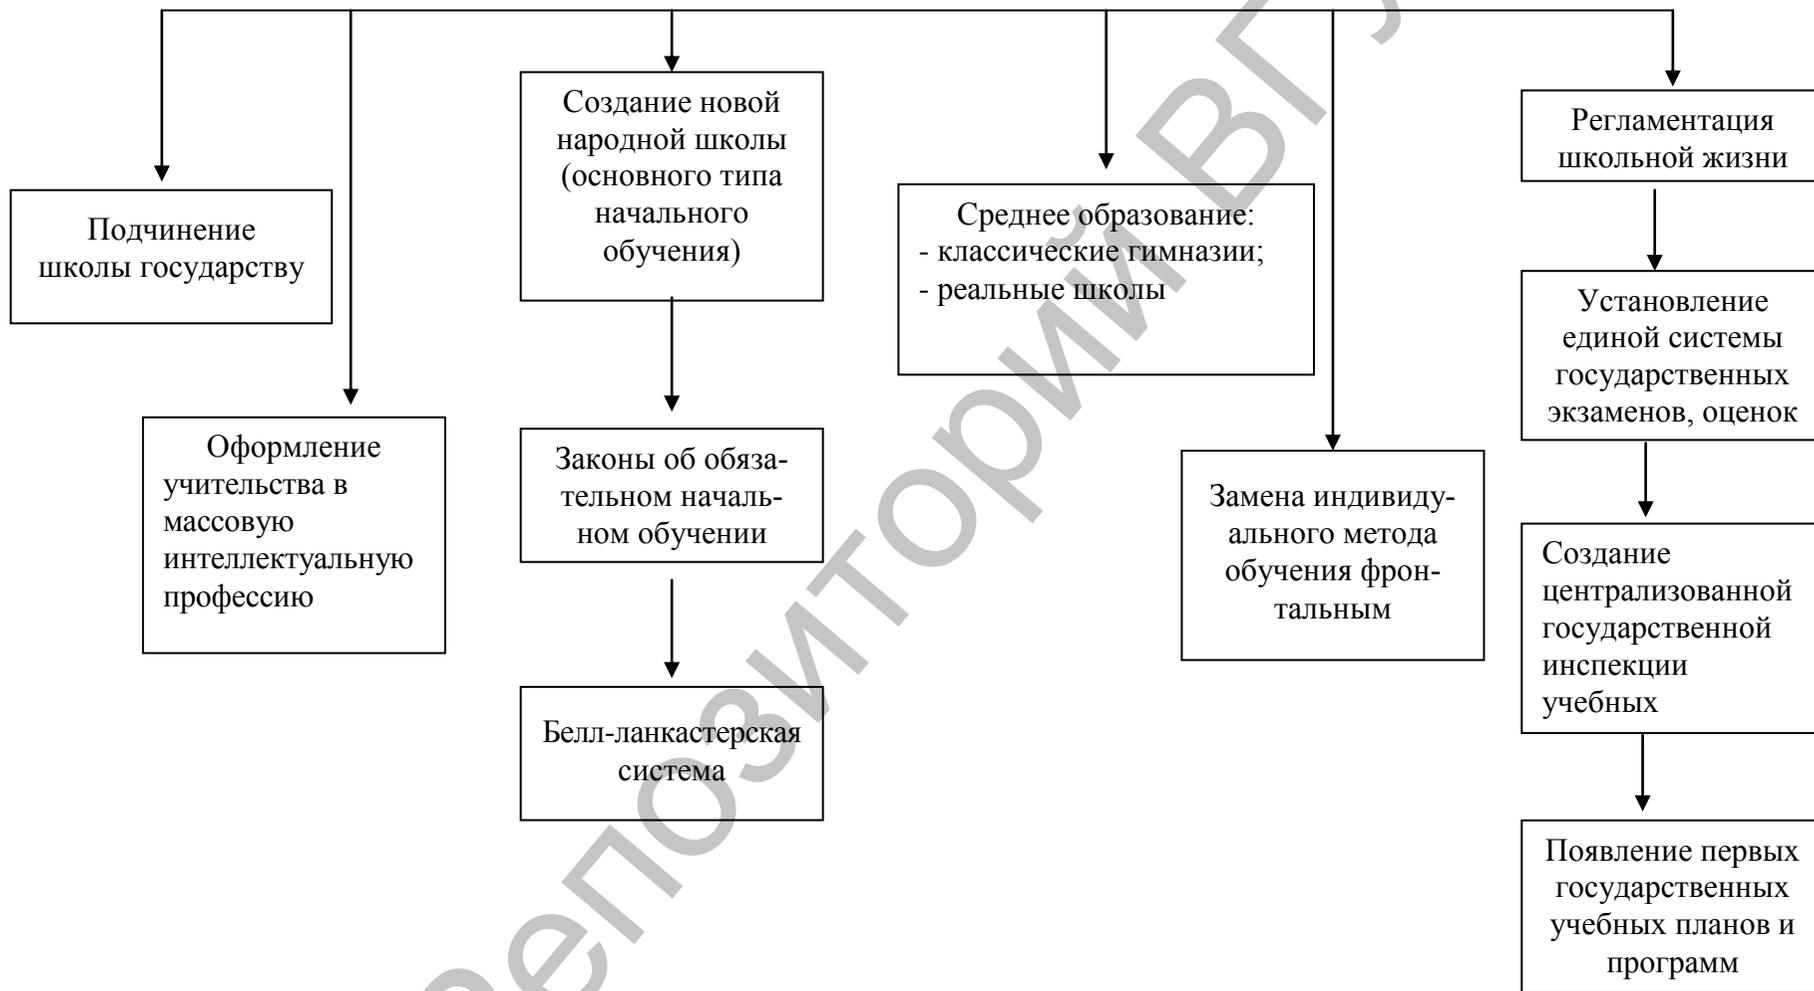 Подчинение
школы государству
Оформление
учительства в
массовую
интеллектуальную
профессию
Создание новой
народной школы
(основного типа
начального
обучения)
Законы об обяза-
тельном началь-
ном обучении
Белл-ланкастерская
система
Среднее образование:
- классические гимназии;
- реальные школы
Замена индивиду-
ального метода
обучения фрон-
тальным
Регламентация
школьной жизни
Установление
единой системы
государственных
экзаменов, оценок
Создание
централизованной
государственной
инспекции
учебных
Появление первых
государственных
учебных планов и
программ
Репозиторий ВГУ